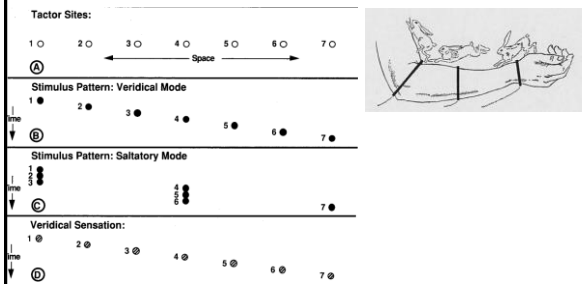 Tactor Sites:
1 2 3 4 5 6 7
Space
A
Stimulus Pattern: Veridical Mode
1
2
3
4
5
6
7
Time
B
Stimulus Pattern: Saltatory Mode
1
2
3
4
5
6
7
Time
C
Veridical Sensation:
1
2
3
4
5
6
7
Time
D